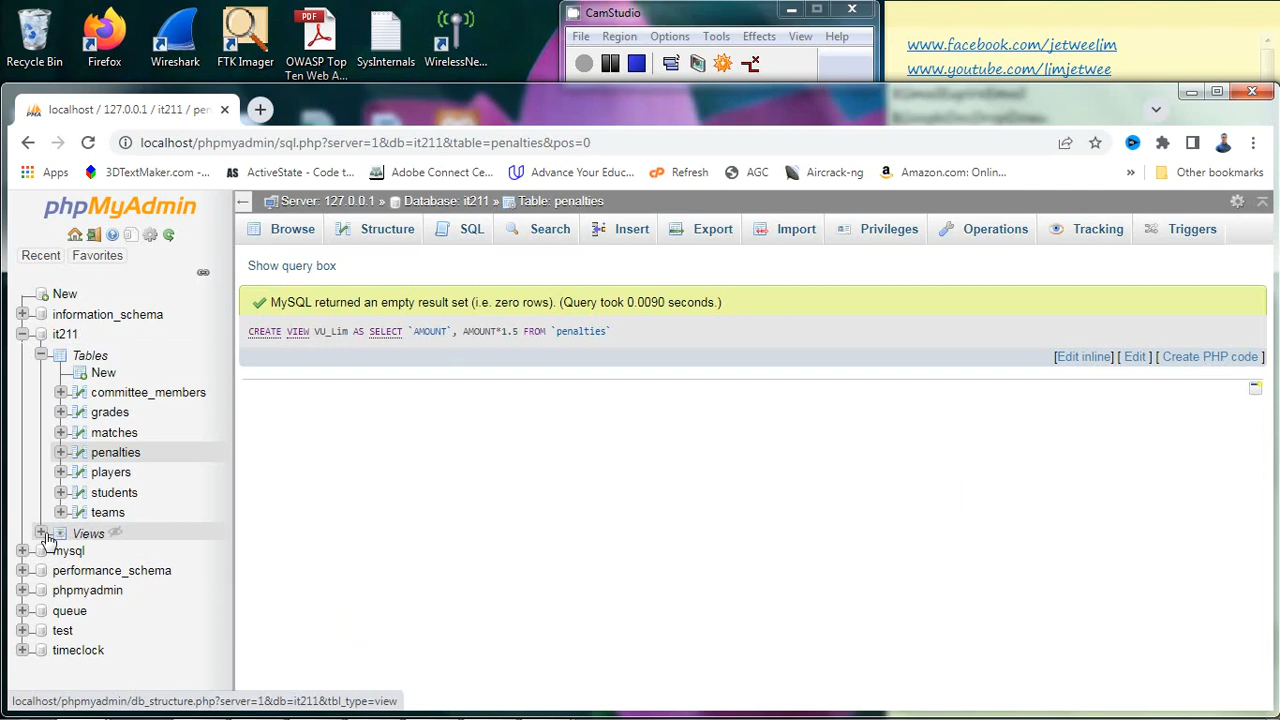 Recycle Bin
Firefox
Wireshark
FTK Imager
OWASP Top
Ten Web A...
SysInternals
WirelessNe...
PDF
CamStudio
File Region Options Tools Effects View Help
www.facebook.com/jetweelim
www.youtube.com/limjetwee
localhost / 127.0.0.1 / it211 / pen
localhost/phpmyadmin/sql.php?server=1&db=it211&table=penalties&pos=0
Apps
3DTextMaker.com -...
AS ActiveState - Code t...
Adobe Connect Ce...
Advance Your Educ...
cp Refresh
AGC
Aircrack-ng
a Amazon.com: Onlin...
»
Other bookmarks
phpMyAdmin
Recent Favorites
New
information_schema
it211
Tables
New
committee_members
grades
matches
penalties
players
students
teams
Views
mysql
performance_schema
phpmyadmin
queue
test
timeclock
Server: 127.0.0.1 » Database: it211 » Table: penalties
Browse Structure SQL Search Insert Export Import Privileges Operations Tracking Triggers
Show query box
MySQL returned an empty result set (i.e. zero rows). (Query took 0.0090 seconds.)
CREATE VIEW VU_Lim AS SELECT `AMOUNT`, AMOUNT*1.5 FROM `penalties`
[Edit inline] [ Edit ] [ Create PHP code ]
localhost/phpmyadmin/db_structure.php?server=1&db=it211&tbl_type=view